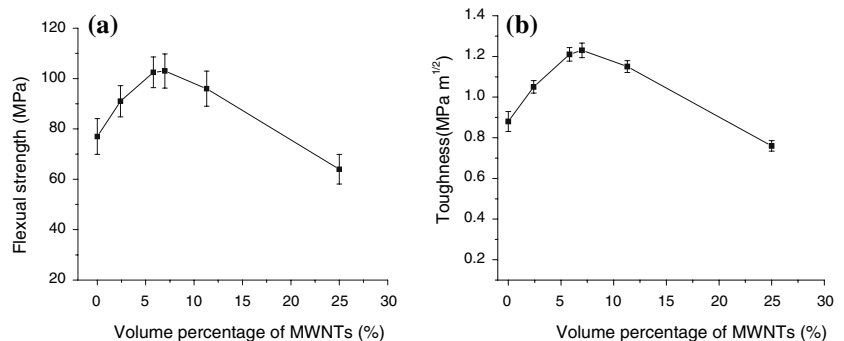 (a)
120
100
80
60
40
20
Flexual strength (MPa)
0 5 10 15 20 25 30
Volume percentage of MWNTs (%)
(b)
1.4
1.2
1.0
0.8
0.6
0.4
0.2
Toughness(MPa m^1/2)
0 5 10 15 20 25 30
Volume percentage of MWNTs (%)